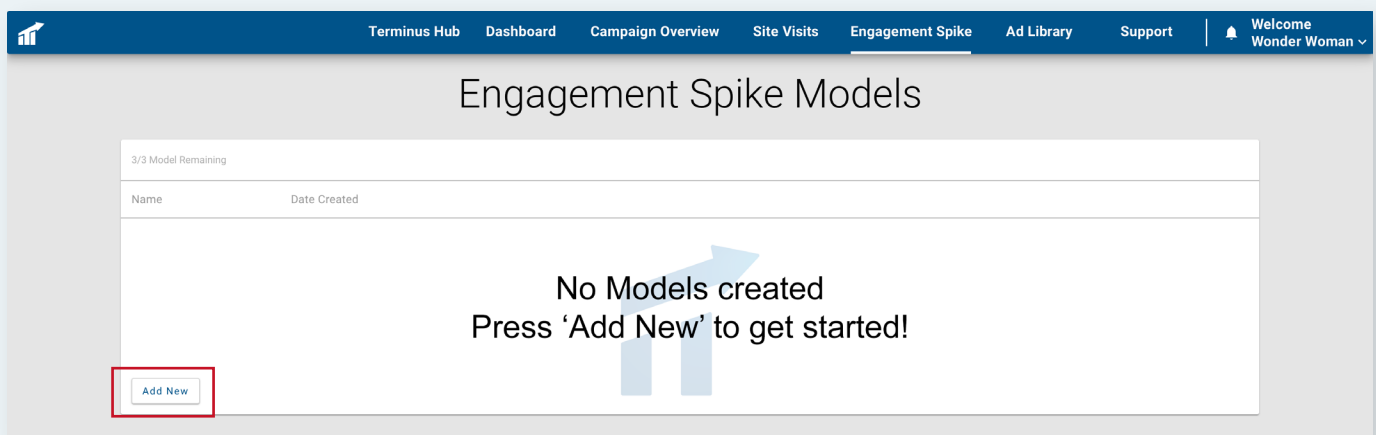 Terminus Hub Dashboard Campaign Overview Site Visits Engagement Spike Ad Library Support Welcome
Wonder Woman
Engagement Spike Models
3/3 Model Remaining
Name Date Created
No Models created
Press ‘Add New’ to get started!
Add New